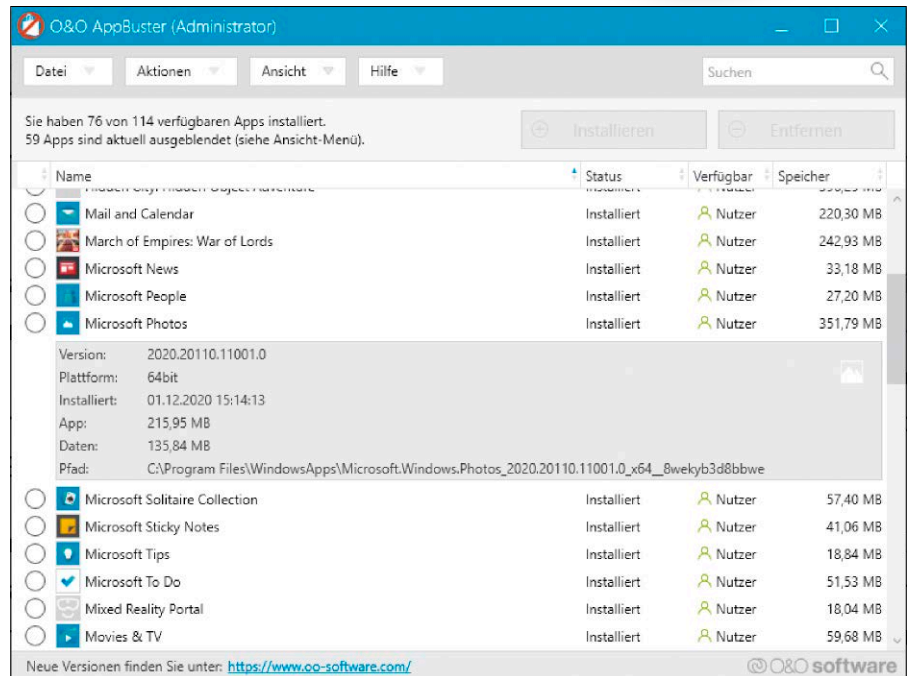 O&O AppBuster (Administrator)
Datei Aktionen Ansicht Hilfe Suchen
Sie haben 76 von 114 verfügbaren Apps installiert.
59 Apps sind aktuell ausgeblendet (siehe Ansicht-Menü).
Installieren Entfernen
Name Status Verfügbar Speicher
Hidden City: Hidden Object Adventure Installiert Nutzer
Mail and Calendar Installiert Nutzer 220,30 MB
March of Empires: War of Lords Installiert Nutzer 242,93 MB
Microsoft News Installiert Nutzer 33,18 MB
Microsoft People Installiert Nutzer 27,20 MB
Microsoft Photos Installiert Nutzer 351,79 MB
Version: 2020.20110.11001.0
Plattform: 64bit
Installiert: 01.12.2020 15:14:13
App: 215,95 MB
Daten: 135,84 MB
Pfad: C:\Program Files\WindowsApps\Microsoft.Windows.Photos_2020.20110.11001.0_x64__8wekyb3d8bbwe
Microsoft Solitaire Collection Installiert Nutzer 57,40 MB
Microsoft Sticky Notes Installiert Nutzer 41,06 MB
Microsoft Tips Installiert Nutzer 18,84 MB
Microsoft To Do Installiert Nutzer 51,53 MB
Mixed Reality Portal Installiert Nutzer 18,04 MB
Movies & TV Installiert Nutzer 59,68 MB
Neue Versionen finden Sie unter: https://www.oo-software.com/ O&O software